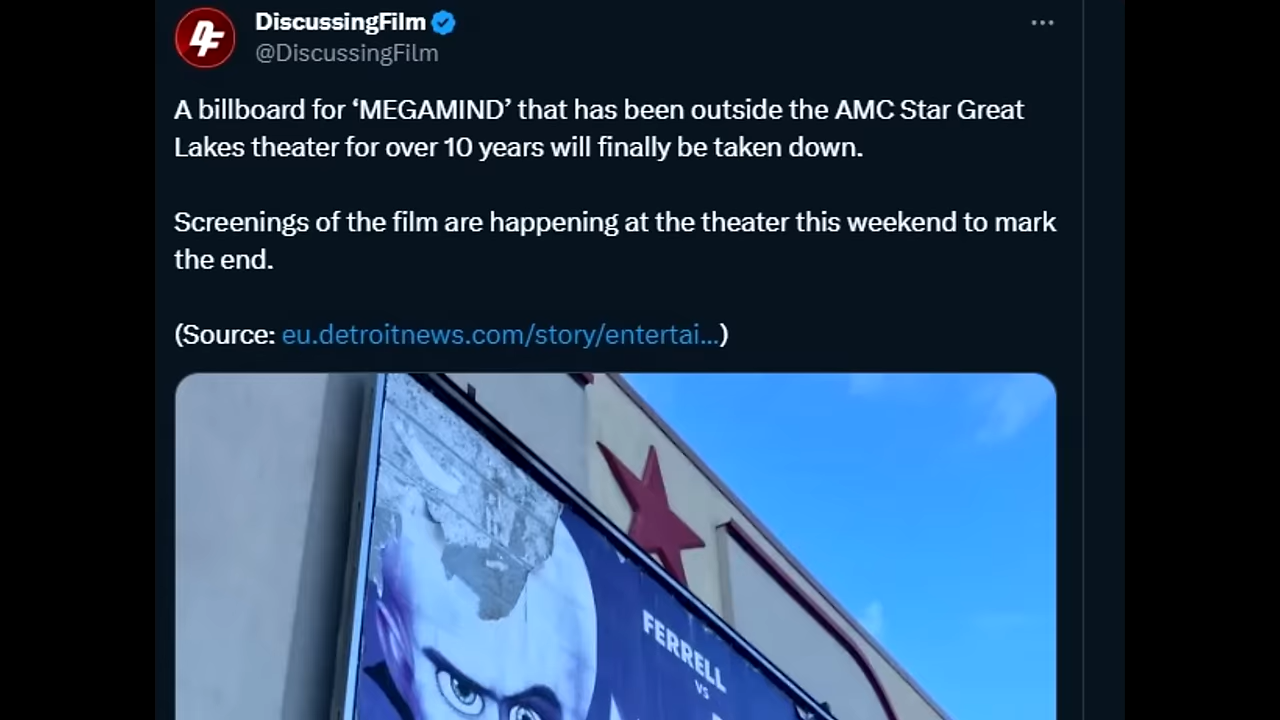 DiscussingFilm
@DiscussingFilm
A billboard for ‘MEGAMIND’ that has been outside the AMC Star Great
Lakes theater for over 10 years will finally be taken down.
Screenings of the film are happening at the theater this weekend to mark
the end.
(Source: eu.detroitnews.com/story/entertai...)
FERRELL
VS